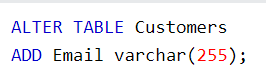 ALTER TABLE Customers
ADD Email varchar(255);